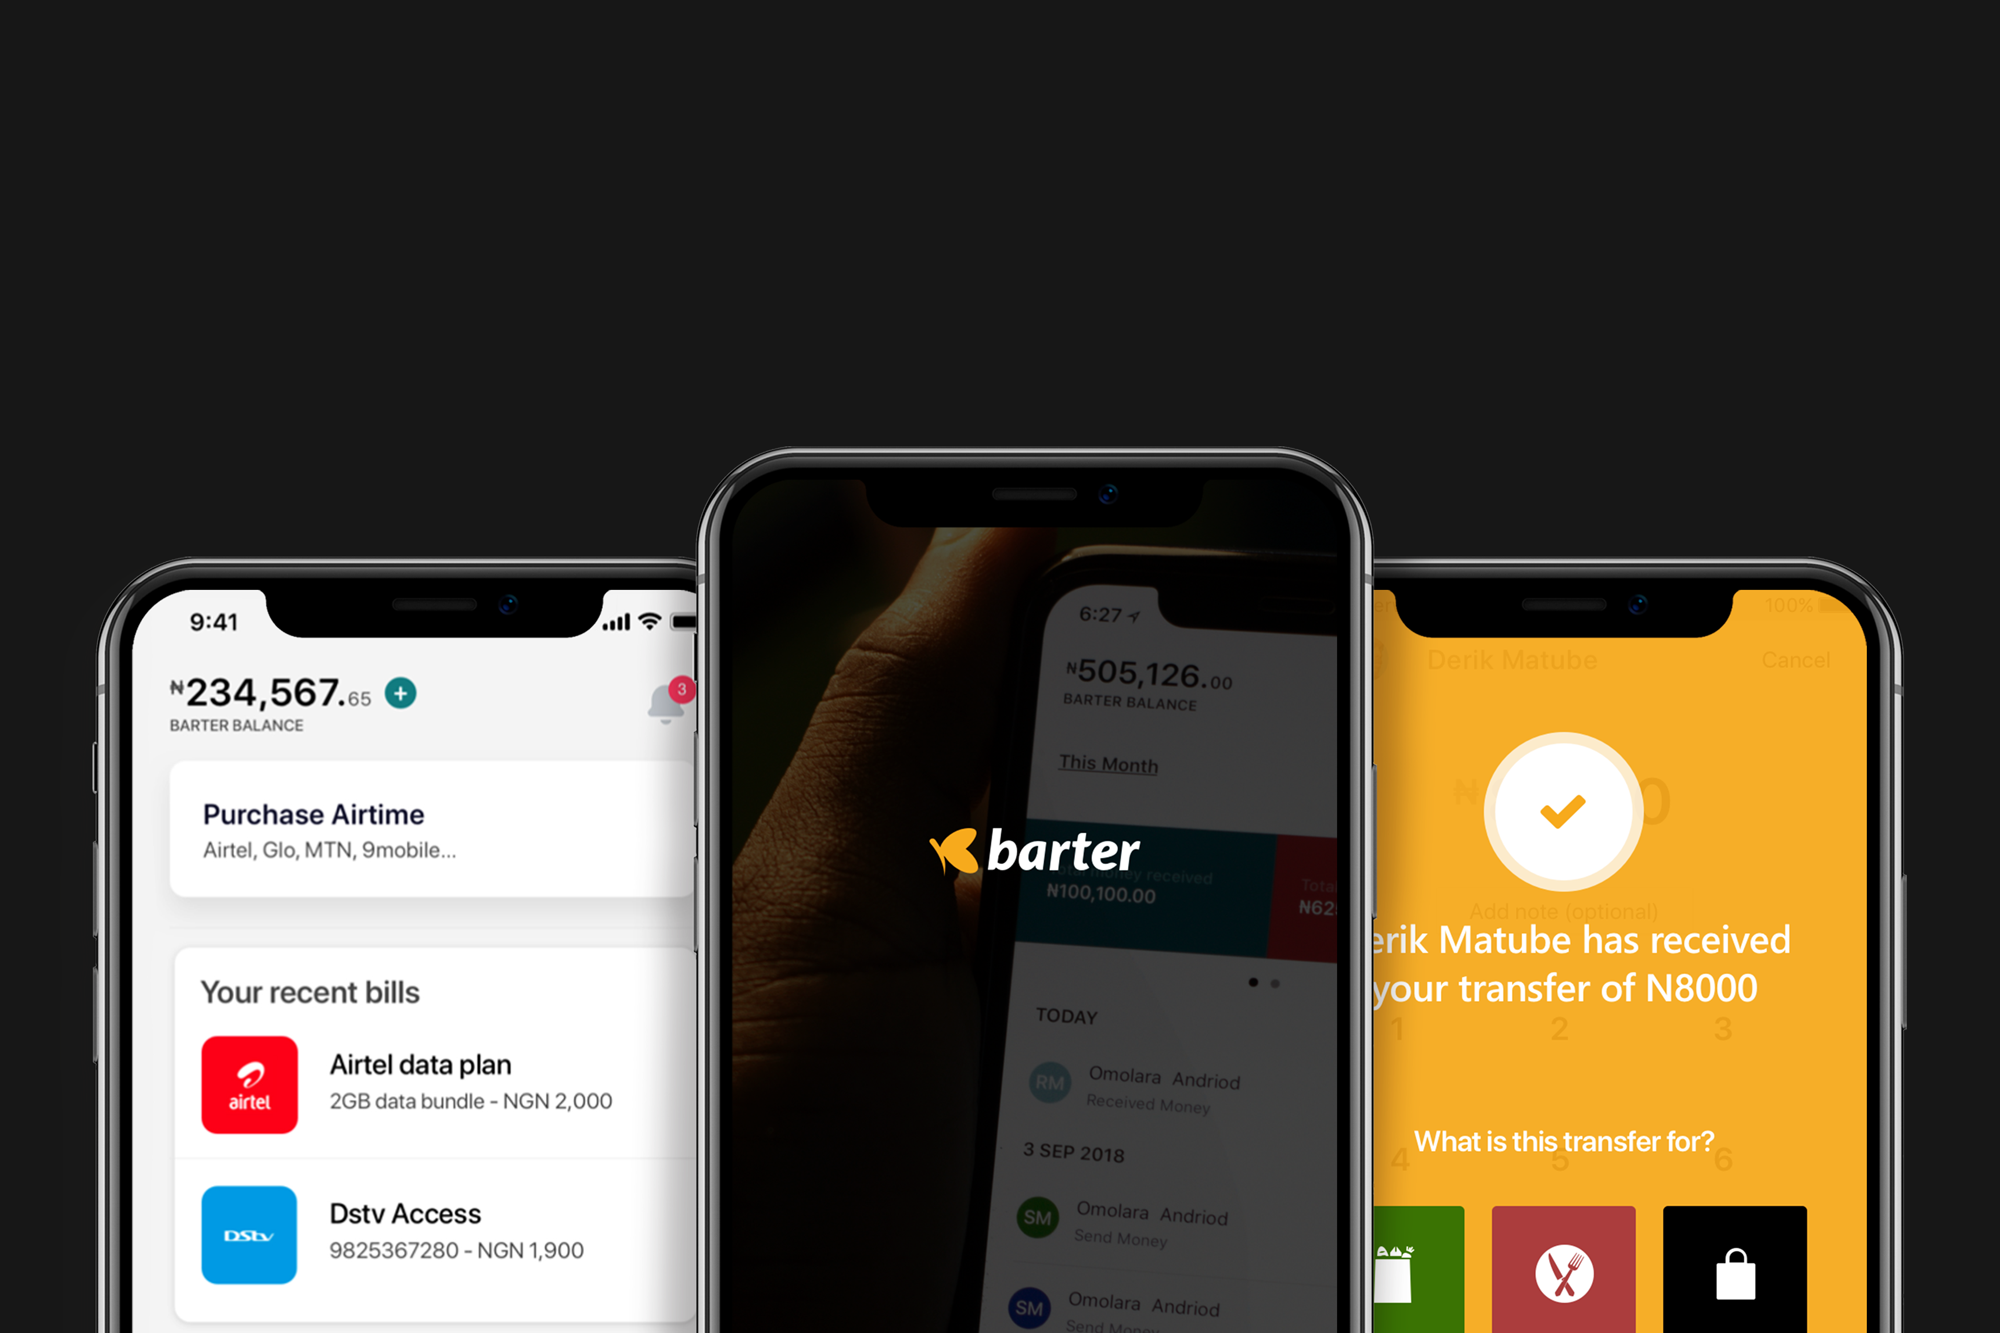 9:41
₦234,567.65
BARTER BALANCE
3
Purchase Airtime
Airtel, Glo, MTN, 9mobile...
Your recent bills
airtel
Airtel data plan
2GB data bundle - NGN 2,000
DStv
Dstv Access
9825367280 - NGN 1,900
6:27
₦505,126.00
BARTER BALANCE
This Month
barter
Total money received
₦100,100.00
Total
₦62
TODAY
RM
Omolara Andriod
Received Money
3 SEP 2018
SM
Omolara Andriod
Send Money
SM
Omolara Andriod
Send Money
100%
Derik Matube
Cancel
₦ 0
Add note (optional)
erik Matube has received
your transfer of N8000
1 2 3
What is this transfer for?
4 5 6